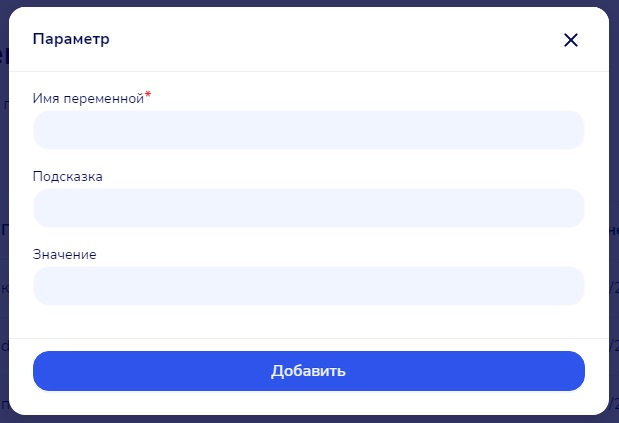 Параметр
Имя переменной*
Подсказка
Значение
Добавить